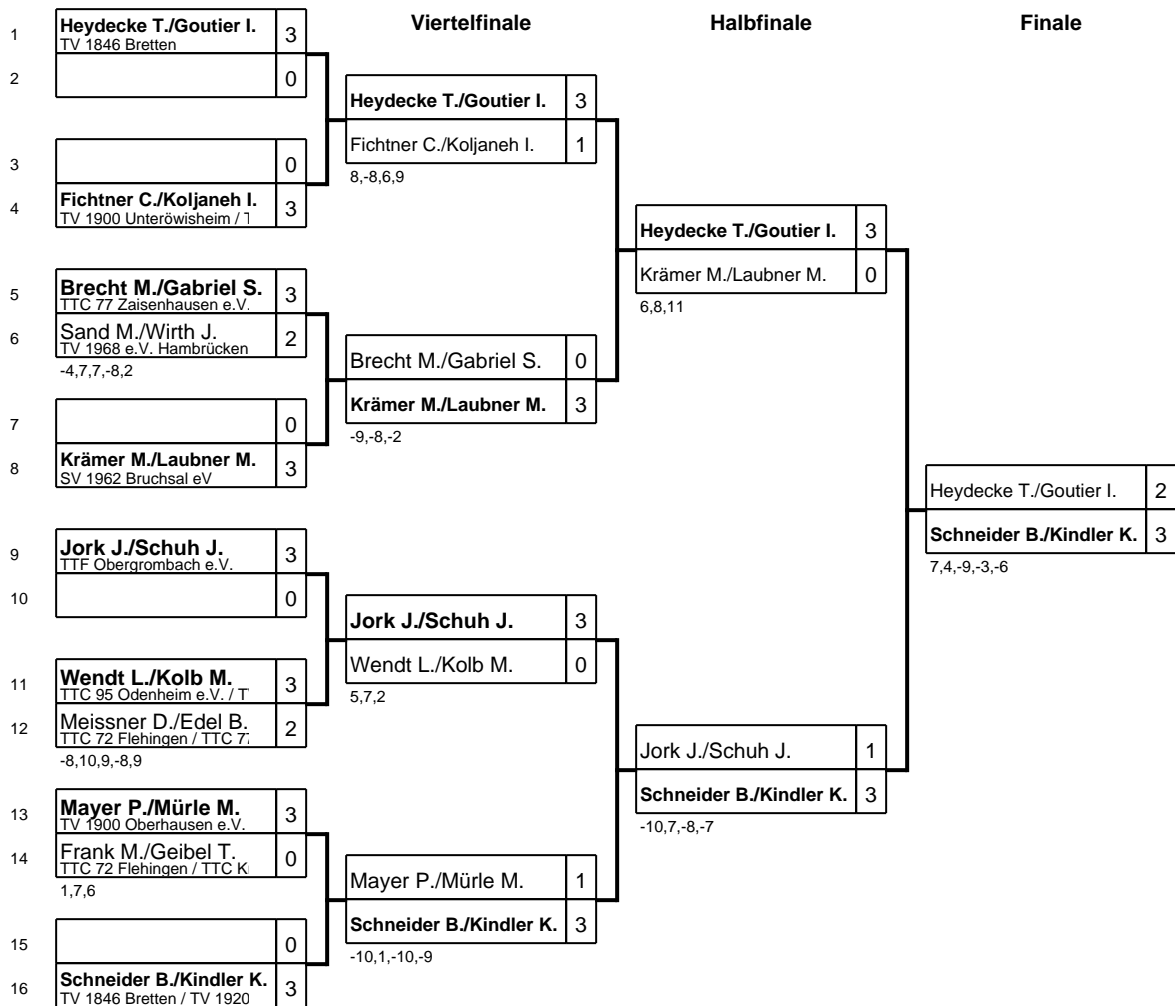 Viertelfinale
Halbfinale
Finale
1
Heydecke T./Goutier I. 3
TV 1846 Bretten
2
0
3
0
4
Fichtner C./Koljaneh I. 3
TV 1900 Unteröwisheim /
5
Brecht M./Gabriel S. 3
TTC 77 Zaisenhausen e.V.
6
Sand M./Wirth J. 2
TV 1968 e.V. Hambrücken
-4,7,7,-8,2
7
0
8
Krämer M./Laubner M. 3
SV 1962 Bruchsal eV
9
Jork J./Schuh J. 3
TTF Obergrombach e.V.
10
0
11
Wendt L./Kolb M. 3
TTC 95 Odenheim e.V. /
12
Meissner D./Edel B. 2
TTC 72 Flehingen / TTC
-8,10,9,-8,9
13
Mayer P./Mürle M. 3
TV 1900 Oberhausen e.V.
14
Frank M./Geibel T. 0
TTC 72 Flehingen / TTC
1,7,6
15
0
16
Schneider B./Kindler K. 3
TV 1846 Bretten / TV 1920
Heydecke T./Goutier I. 3
Fichtner C./Koljaneh I. 1
8,-8,6,9
Brecht M./Gabriel S. 0
Krämer M./Laubner M. 3
-9,-8,-2
Jork J./Schuh J. 3
Wendt L./Kolb M. 0
5,7,2
Mayer P./Mürle M. 1
Schneider B./Kindler K. 3
-10,1,-10,-9
Heydecke T./Goutier I. 3
Krämer M./Laubner M. 0
6,8,11
Jork J./Schuh J. 1
Schneider B./Kindler K. 3
-10,7,-8,-7
Heydecke T./Goutier I. 2
Schneider B./Kindler K. 3
7,4,-9,-3,-6